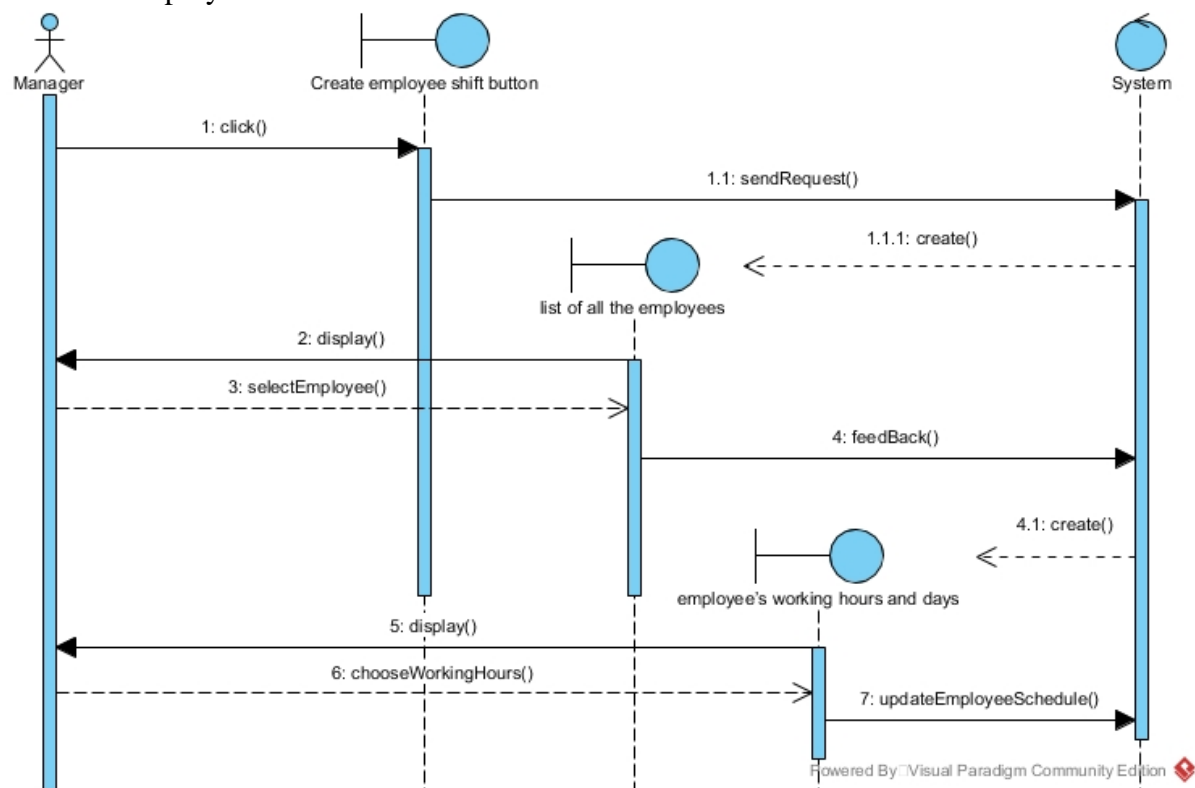 Manager
Create employee shift button
System
1: click()
1.1: sendRequest()
1.1.1: create()
list of all the employees
2: display()
3: selectEmployee()
4: feedBack()
4.1: create()
employee's working hours and days
5: display()
6: chooseWorkingHours()
7: updateEmployeeSchedule()
Powered By Visual Paradigm Community Edition